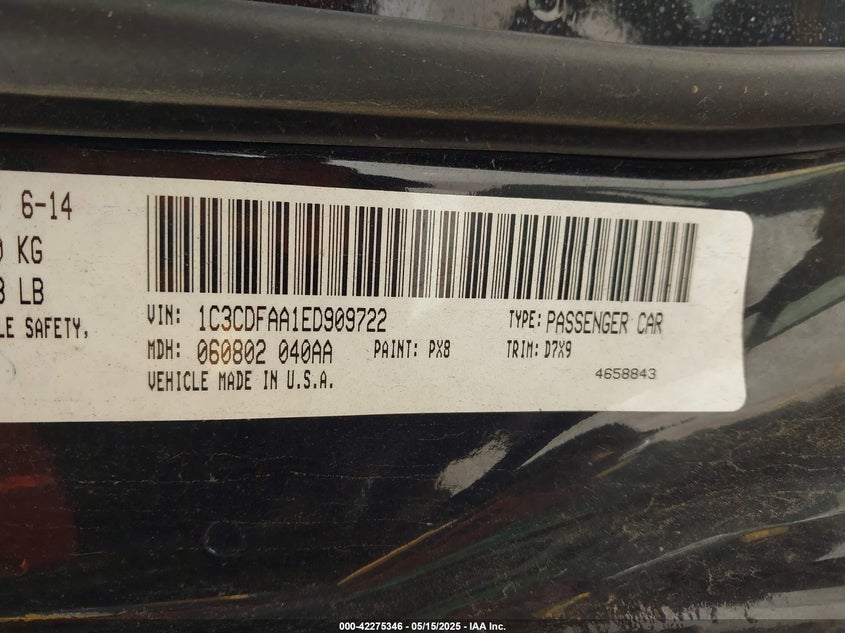 6-14
KG
LB
SAFETY,
VIN: 1C3CDFAA1ED909722 TYPE: PASSENGER CAR
MDH: 060802 040AA PAINT: PX8 TRIM: D7X9
VEHICLE MADE IN U.S.A. 4658843
000-42275346 - 05/15/2025 - IAA Inc.